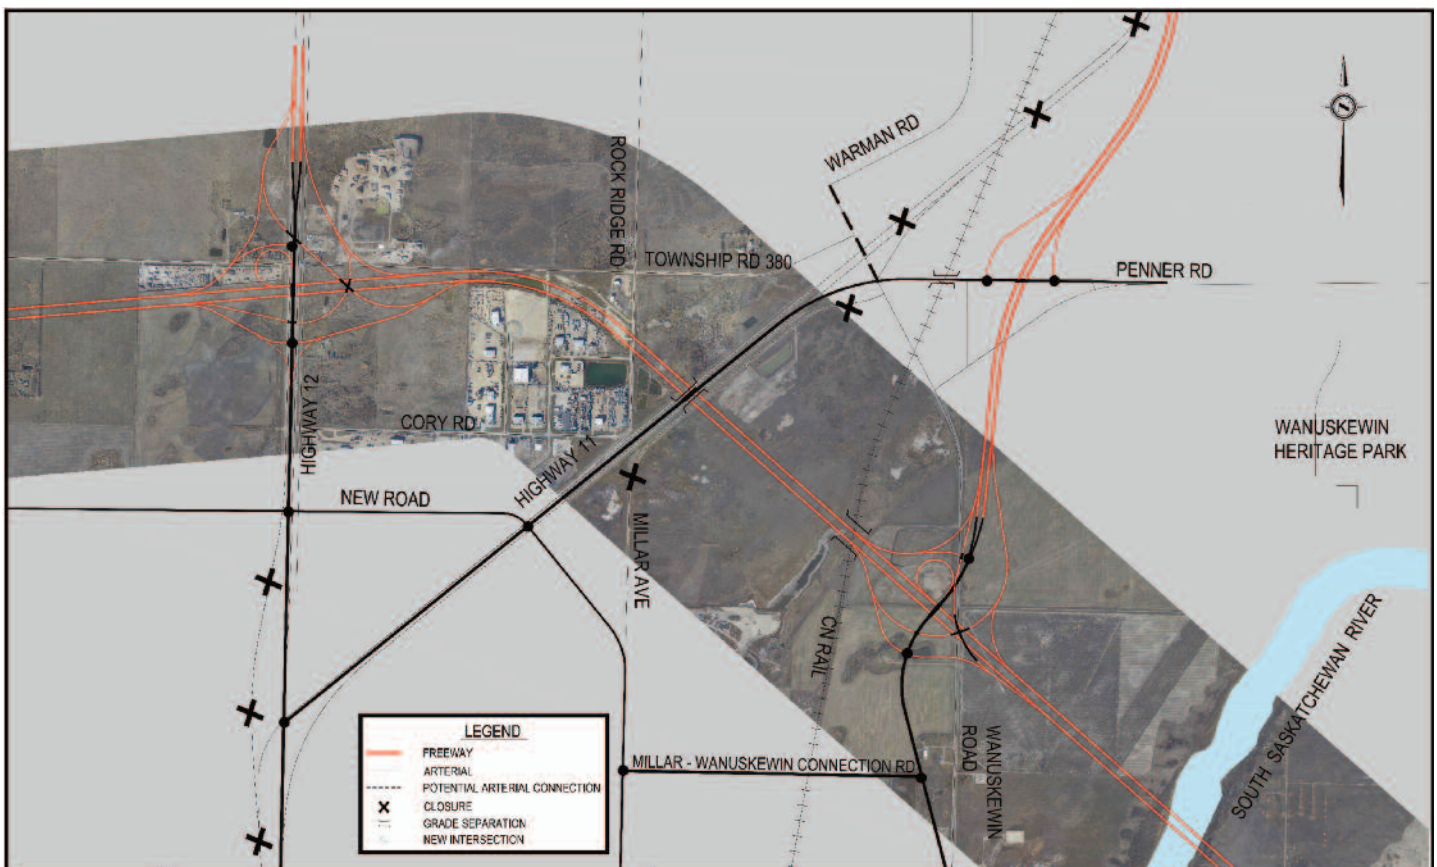 WARMAN RD
ROCK RIDGE RD
TOWNSHIP RD 380
PENNER RD
HIGHWAY 12
CORY RD
HIGHWAY 11
WANUSKEWIN
HERITAGE PARK
NEW ROAD
MILLAR AVE
CN RAIL
SOUTH SASKATCHEWAN RIVER
MILLAR - WANUSKEWIN CONNECTION RD
WANUSKEWIN
ROAD
LEGEND
FREEWAY
ARTERIAL
POTENTIAL ARTERIAL CONNECTION
CLOSURE
GRADE SEPARATION
NEW INTERSECTION